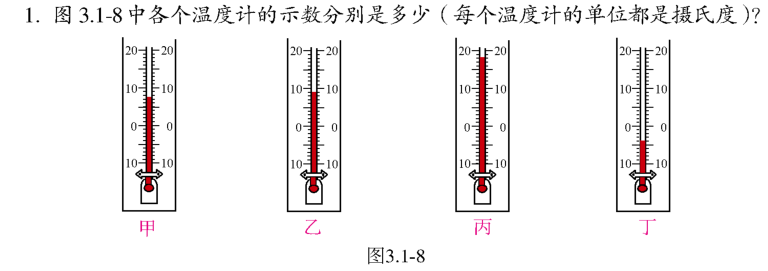 1. 图 3.1-8 中各个温度计的示数分别是多少 ( 每个温度计的单位都是摄氏度 )?
20 20 20 20 20 20 20 20
10 10 10 10 10 10 10 10
0 0 0 0 0 0 0 0
10 10 10 10 10 10 10 10
甲 乙 丙 丁
图3.1-8